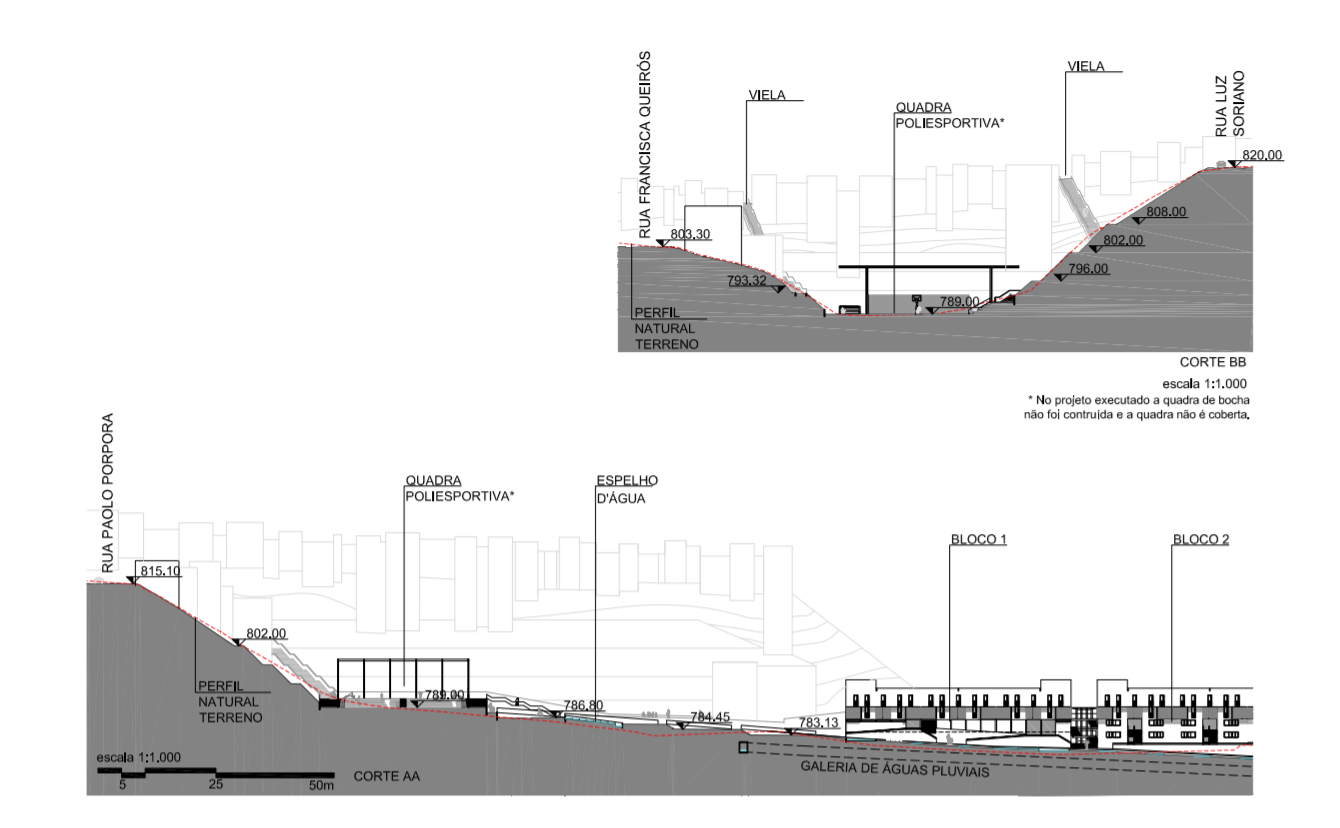 RUA FRANCISCA QUEIRÓS
VIELA
QUADRA
POLIESPORTIVA*
VIELA
RUA LUZ
SORIANO
820.00
808.00
803.30
802.00
796.00
793.32
789.00
PERFIL
NATURAL
TERRENO
CORTE BB
escala 1:1.000
* No projeto executado a quadra de bocha
não foi contruída e a quadra não é coberta.
RUA PAOLO PORPORA
QUADRA
POLIESPORTIVA*
ESPELHO
D'ÁGUA
BLOCO 1
BLOCO 2
815.10
802.00
PERFIL
NATURAL
TERRENO
789.00
786.80
784.45
783.13
escala 1:1.000
5 25 50m
CORTE AA
GALERIA DE ÁGUAS PLUVIAIS